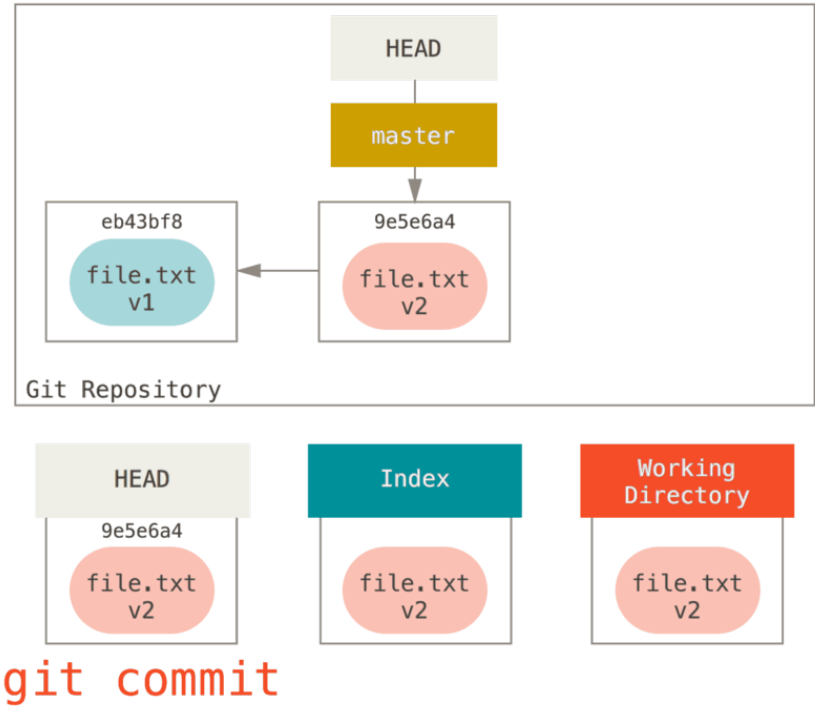 HEAD
master
eb43bf8
file.txt
v1
9e5e6a4
file.txt
v2
Git Repository
HEAD
9e5e6a4
file.txt
v2
Index
file.txt
v2
Working
Directory
file.txt
v2
git commit